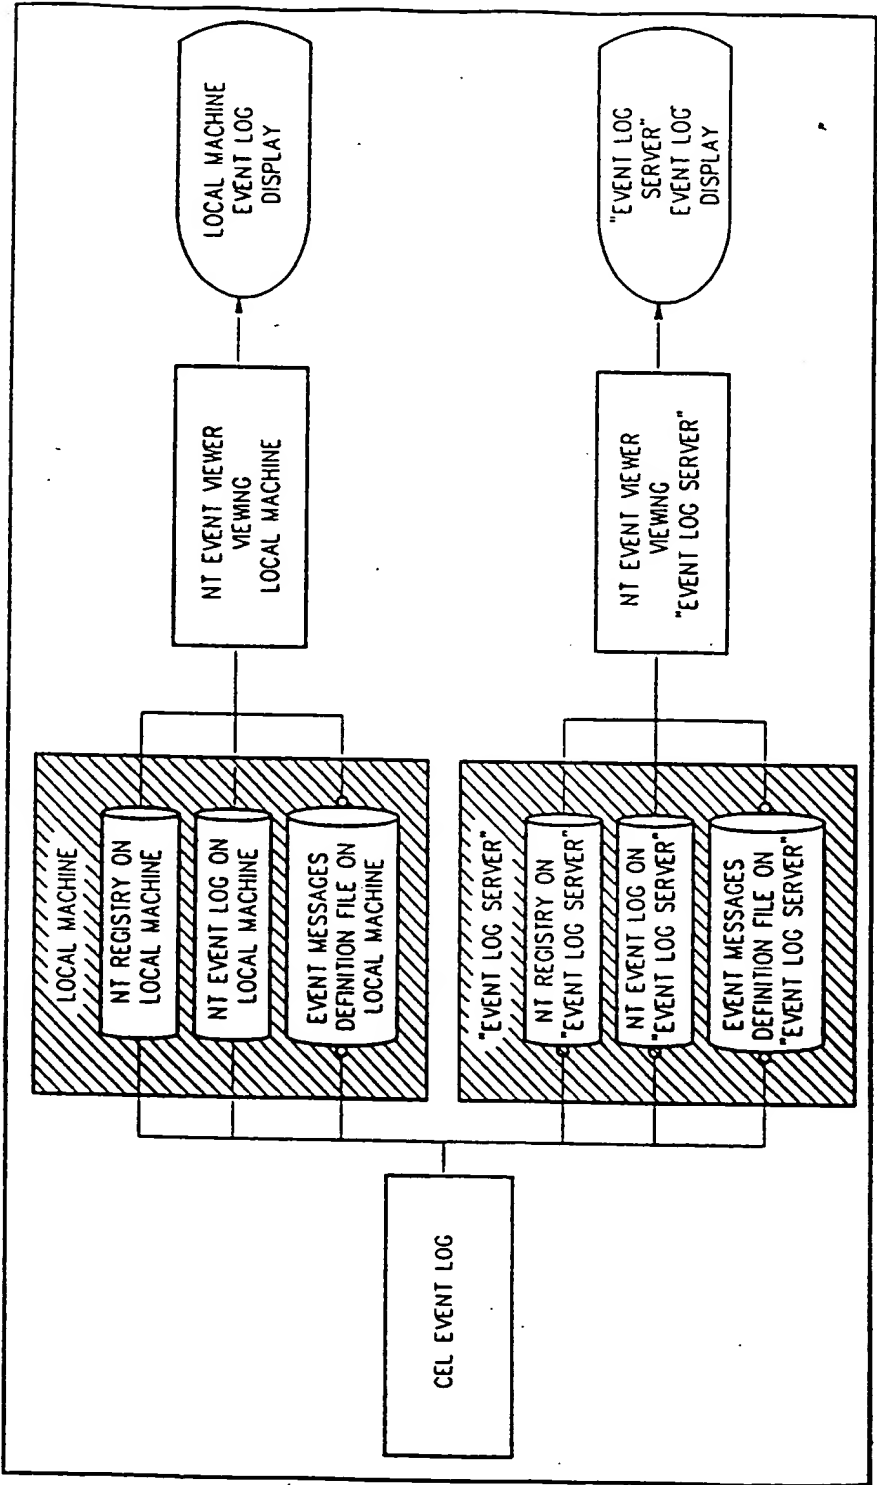 CEL EVENT LOG
LOCAL MACHINE
NT REGISTRY ON
LOCAL MACHINE
NT EVENT LOG ON
LOCAL MACHINE
EVENT MESSAGES
DEFINITION FILE ON
LOCAL MACHINE
NT EVENT VIEWER
VIEWING
LOCAL MACHINE
LOCAL MACHINE
EVENT LOG
DISPLAY
"EVENT LOG SERVER"
NT REGISTRY ON
"EVENT LOG SERVER"
NT EVENT LOG ON
"EVENT LOG SERVER"
EVENT MESSAGES
DEFINITION FILE ON
"EVENT LOG SERVER"
NT EVENT VIEWER
VIEWING
"EVENT LOG SERVER"
"EVENT LOG
SERVER"
EVENT LOG
DISPLAY